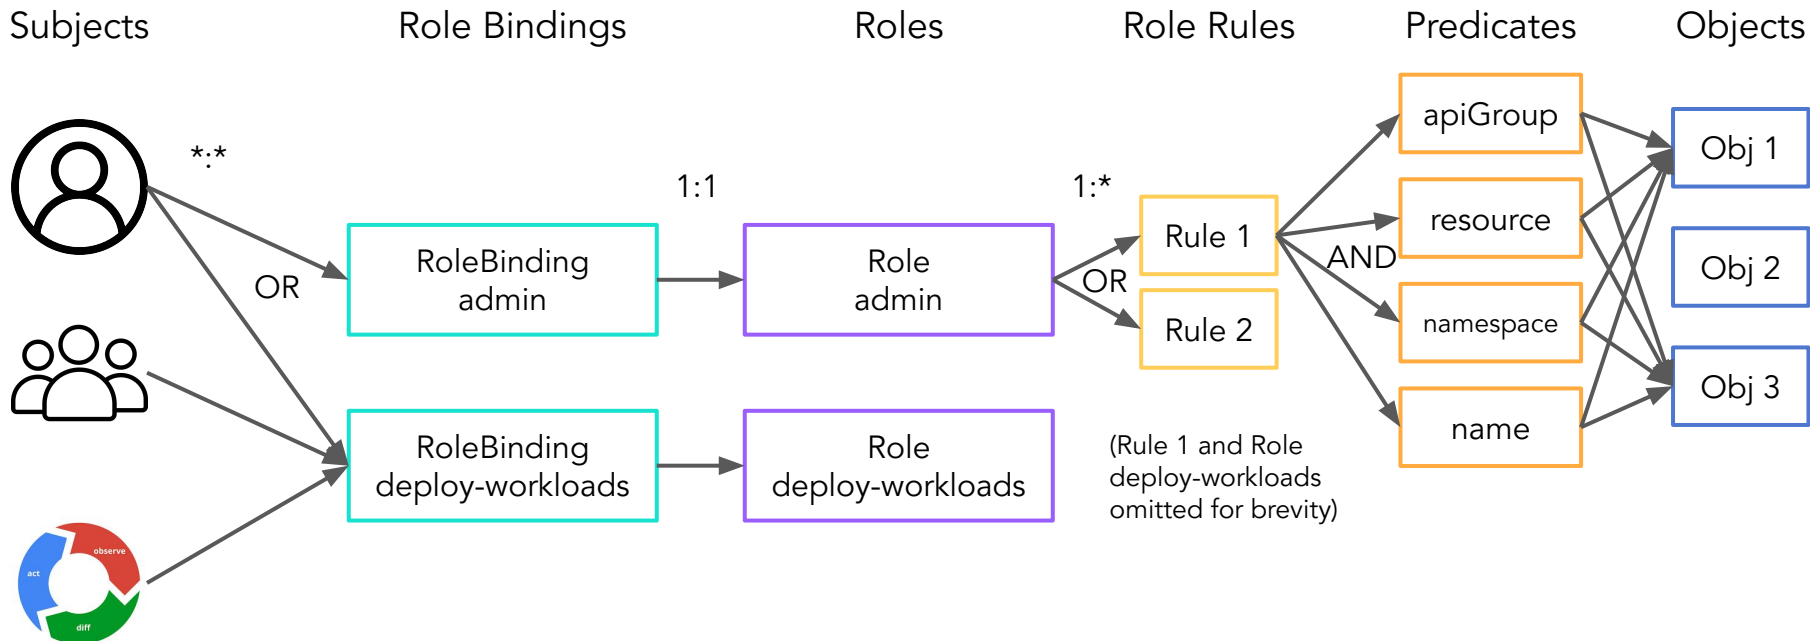 Subjects
Role Bindings
Roles
Role Rules
Predicates
Objects
*:*
1:1
1:*
OR
RoleBinding
admin
Role
admin
OR
Rule 1
Rule 2
AND
apiGroup
resource
namespace
name
Obj 1
Obj 2
Obj 3
RoleBinding
deploy-workloads
Role
deploy-workloads
(Rule 1 and Role
deploy-workloads
omitted for brevity)
observe
act
diff